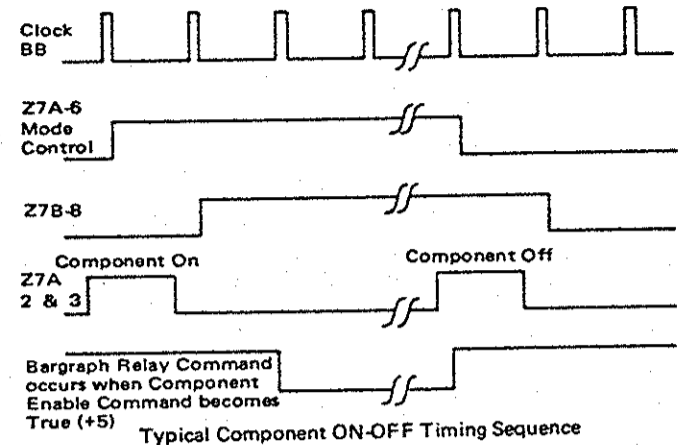 Clock
BB
Z7A-6
Mode
Control
Z7B-8
Component On
Component Off
Z7A
2 & 3
Bargraph Relay Command
occurs when Component
Enable Command becomes
True (+5)
Typical Component ON-OFF Timing Sequence